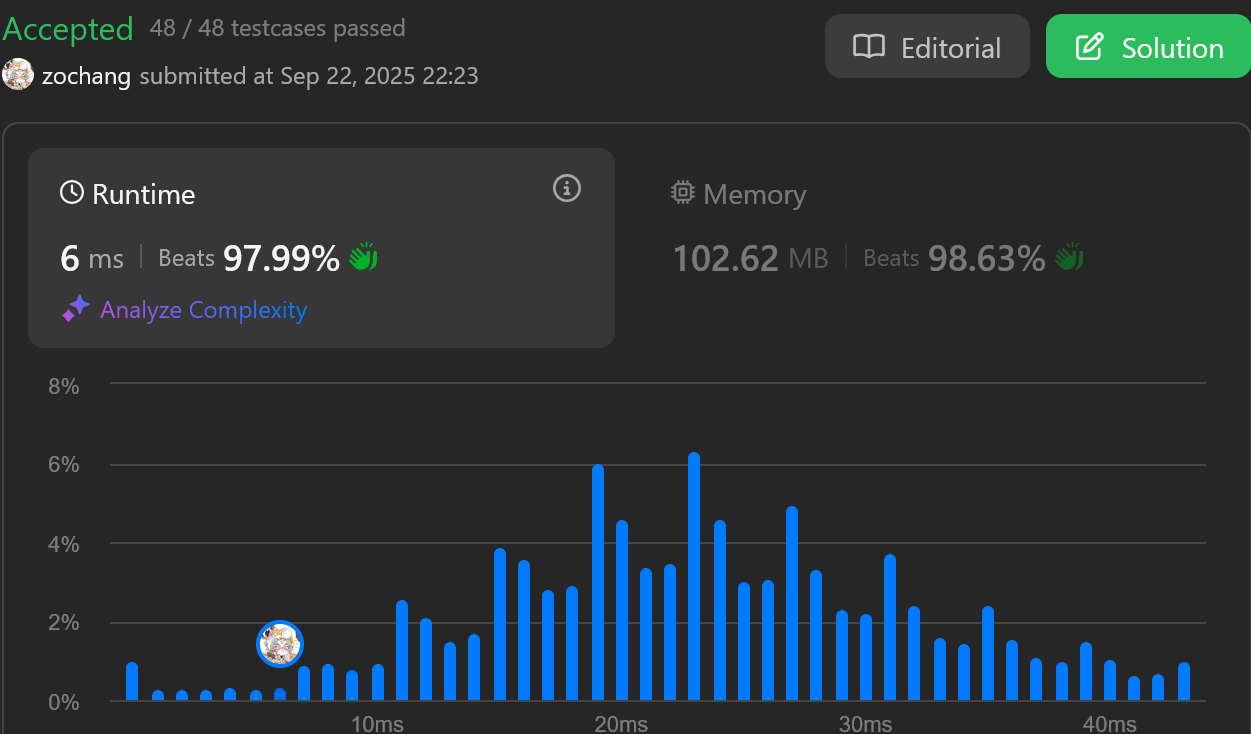 Accepted 48 / 48 testcases passed
Editorial
Solution
zochang submitted at Sep 22, 2025 22:23
Runtime
6 ms | Beats 97.99%
Analyze Complexity
Memory
102.62 MB | Beats 98.63%
8%
6%
4%
2%
0%
10ms 20ms 30ms 40ms